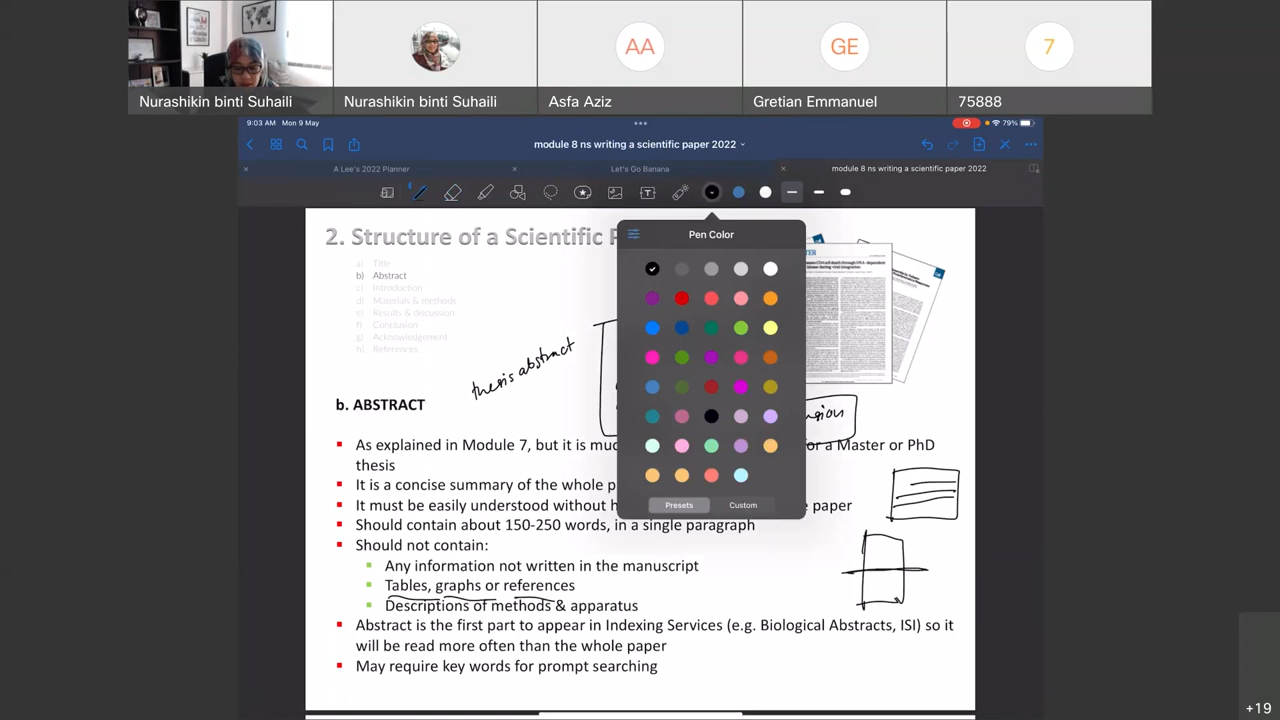 AA
GE
7
Nurashikin binti Suhaili
Nurashikin binti Suhaili
Asfa Aziz
Gretian Emmanuel
75888
9:03 AM Mon 9 May
79%
module 8 ns writing a scientific paper 2022
A Lee's 2022 Planner
Let's Go Banana
module 8 ns writing a scientific paper 2022
2. Structure of a Scientific P
a) Title
b) Abstract
c) Introduction
d) Materials & methods
e) Results & discussion
f) Conclusion
g) Acknowledgement
h) References
Pen Color
Presets
Custom
thesis abstract
b. ABSTRACT
As explained in Module 7, but it is mu
for a Master or PhD
thesis
It is a concise summary of the whole p
It must be easily understood without h
paper
Should contain about 150-250 words, in a single paragraph
Should not contain:
Any information not written in the manuscript
Tables, graphs or references
Descriptions of methods & apparatus
Abstract is the first part to appear in Indexing Services (e.g. Biological Abstracts, ISI) so it
will be read more often than the whole paper
May require key words for prompt searching
+19